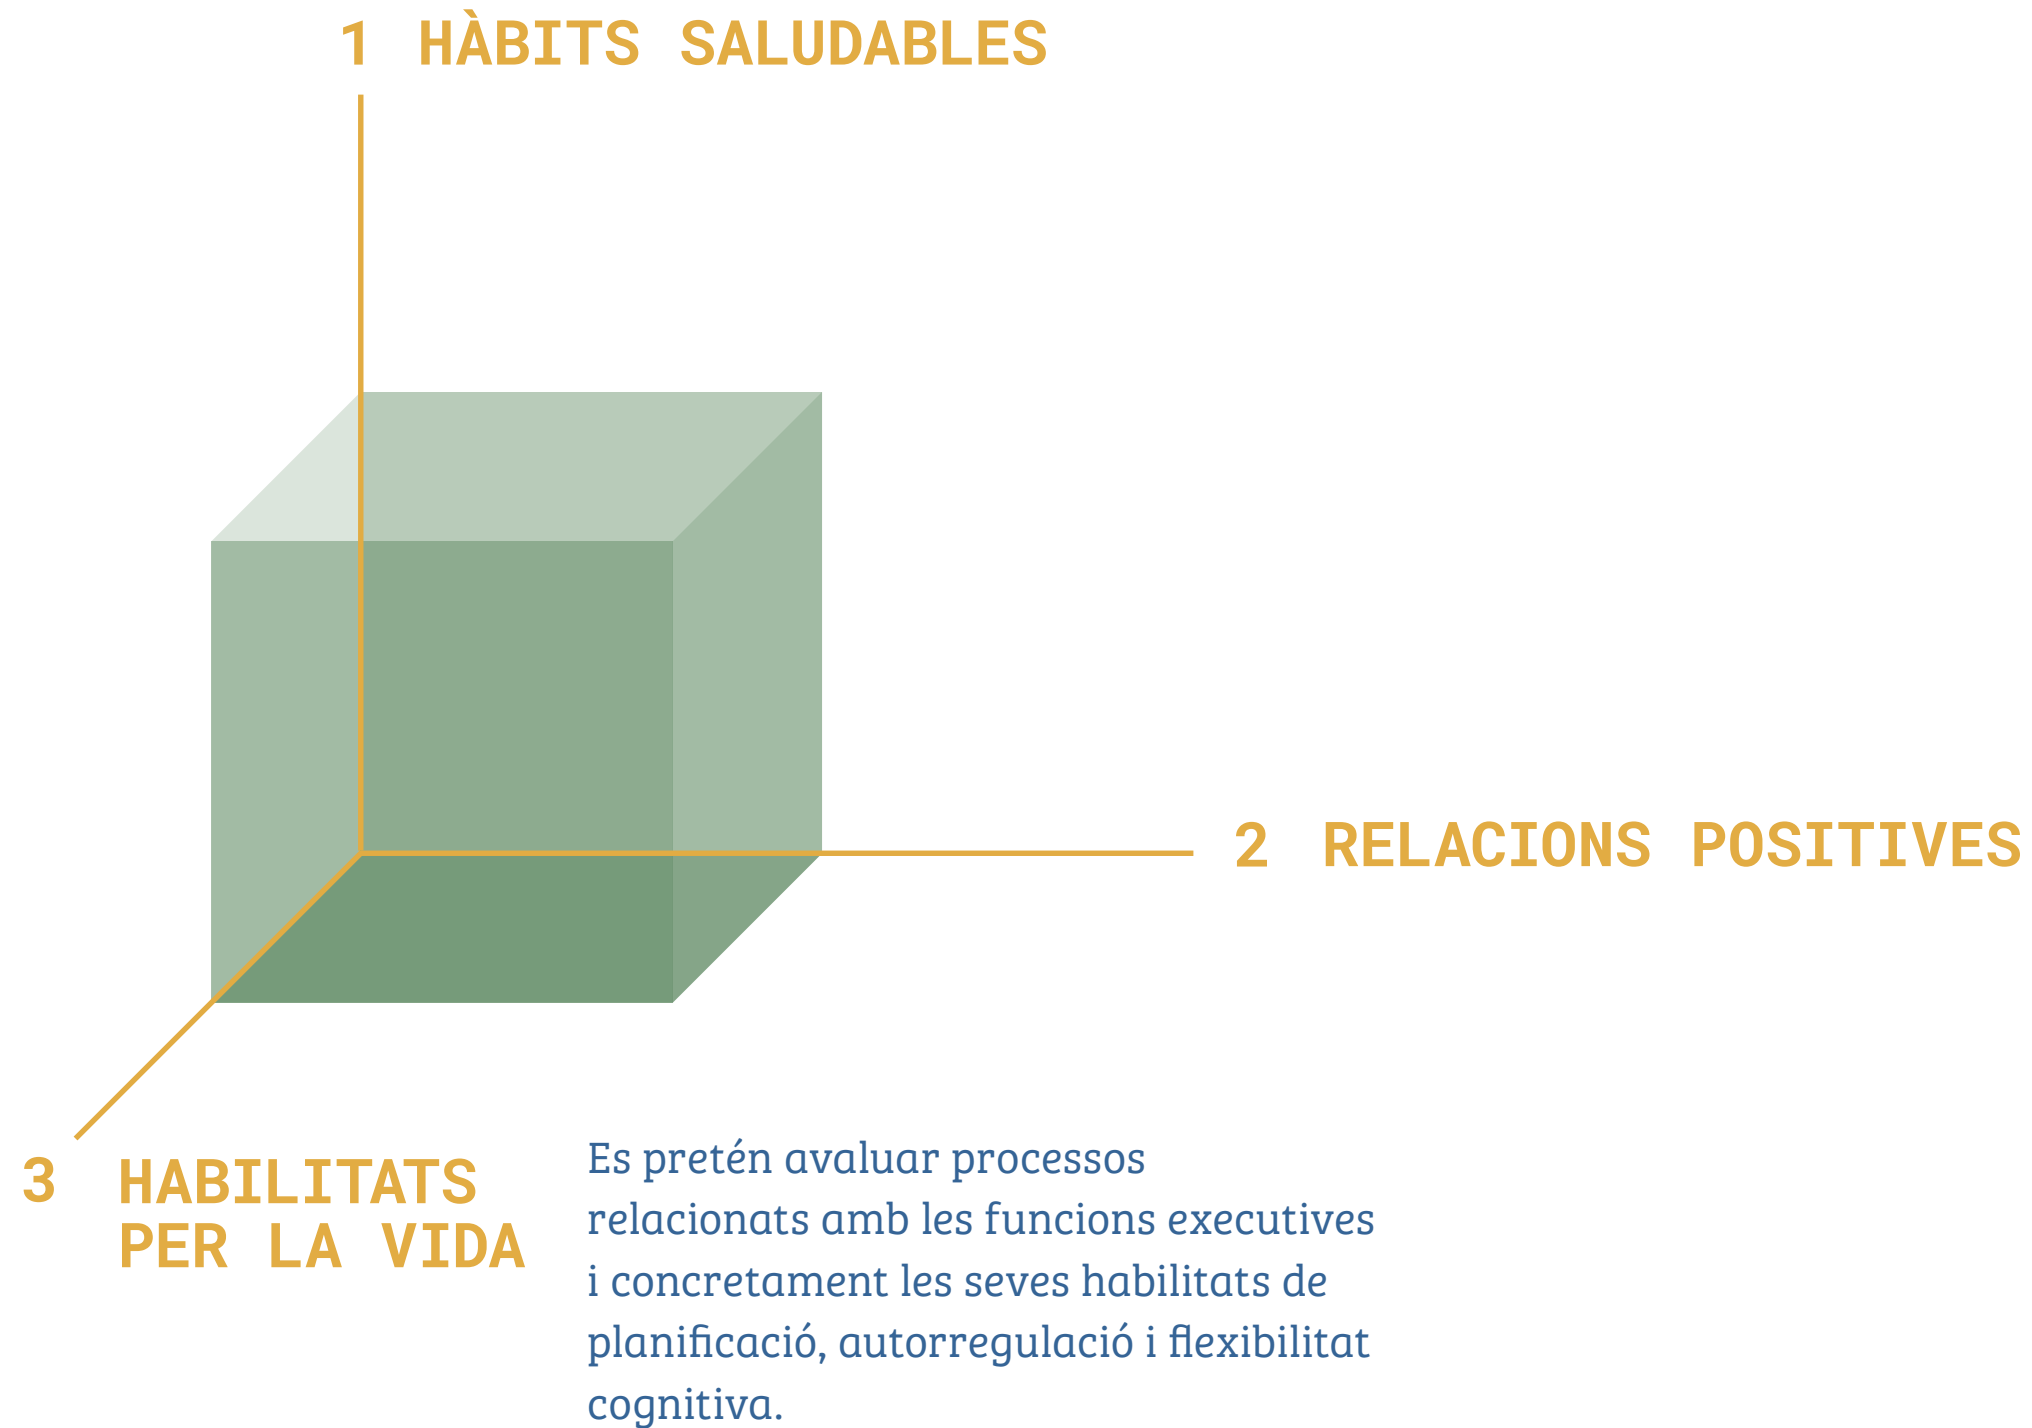 1 HÀBITS SALUDABLES
2 RELACIONS POSITIVES
3 HABILITATS
PER LA VIDA
Es pretén avaluar processos
relacionats amb les funcions executives
i concretament les seves habilitats de
planificació, autorregulació i flexibilitat
cognitiva.